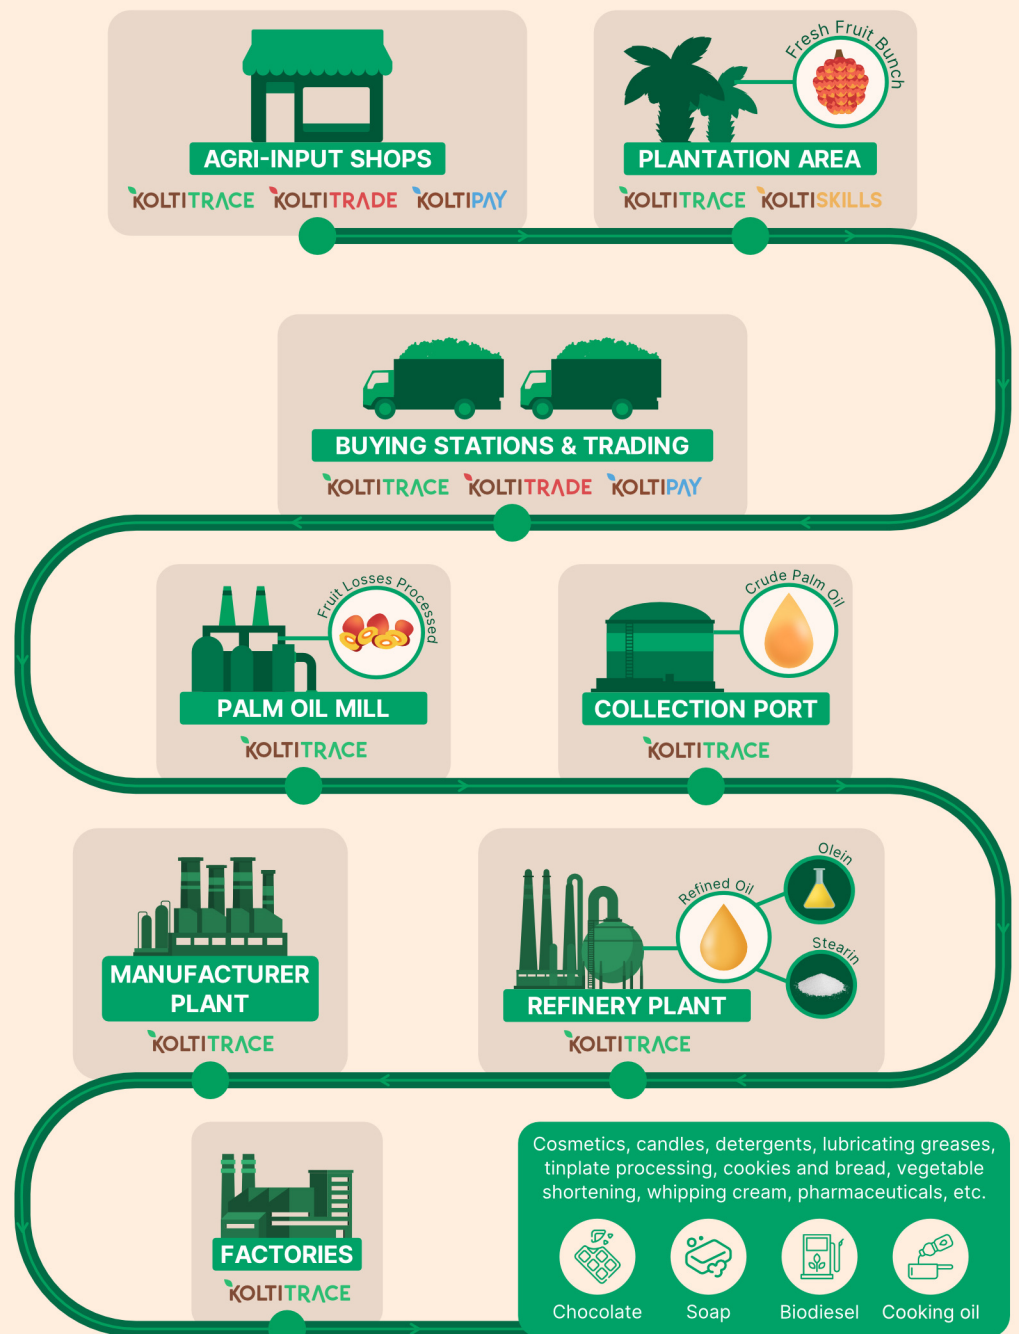 AGRI-INPUT SHOPS
KOLTITRACE KOLTITRADE KOLTIPAY
Fresh Fruit Bunch
PLANTATION AREA
KOLTITRACE KOLTISKILLS
BUYING STATIONS & TRADING
KOLTITRACE KOLTITRADE KOLTIPAY
Fruit Losses Processed
PALM OIL MILL
KOLTITRACE
Crude Palm Oil
COLLECTION PORT
KOLTITRACE
MANUFACTURER
PLANT
KOLTITRACE
Refined Oil
Olein
Stearin
REFINERY PLANT
KOLTITRACE
FACTORIES
KOLTITRACE
Cosmetics, candles, detergents, lubricating greases,
tinplate processing, cookies and bread, vegetable
shortening, whipping cream, pharmaceuticals, etc.
Chocolate Soap Biodiesel Cooking oil